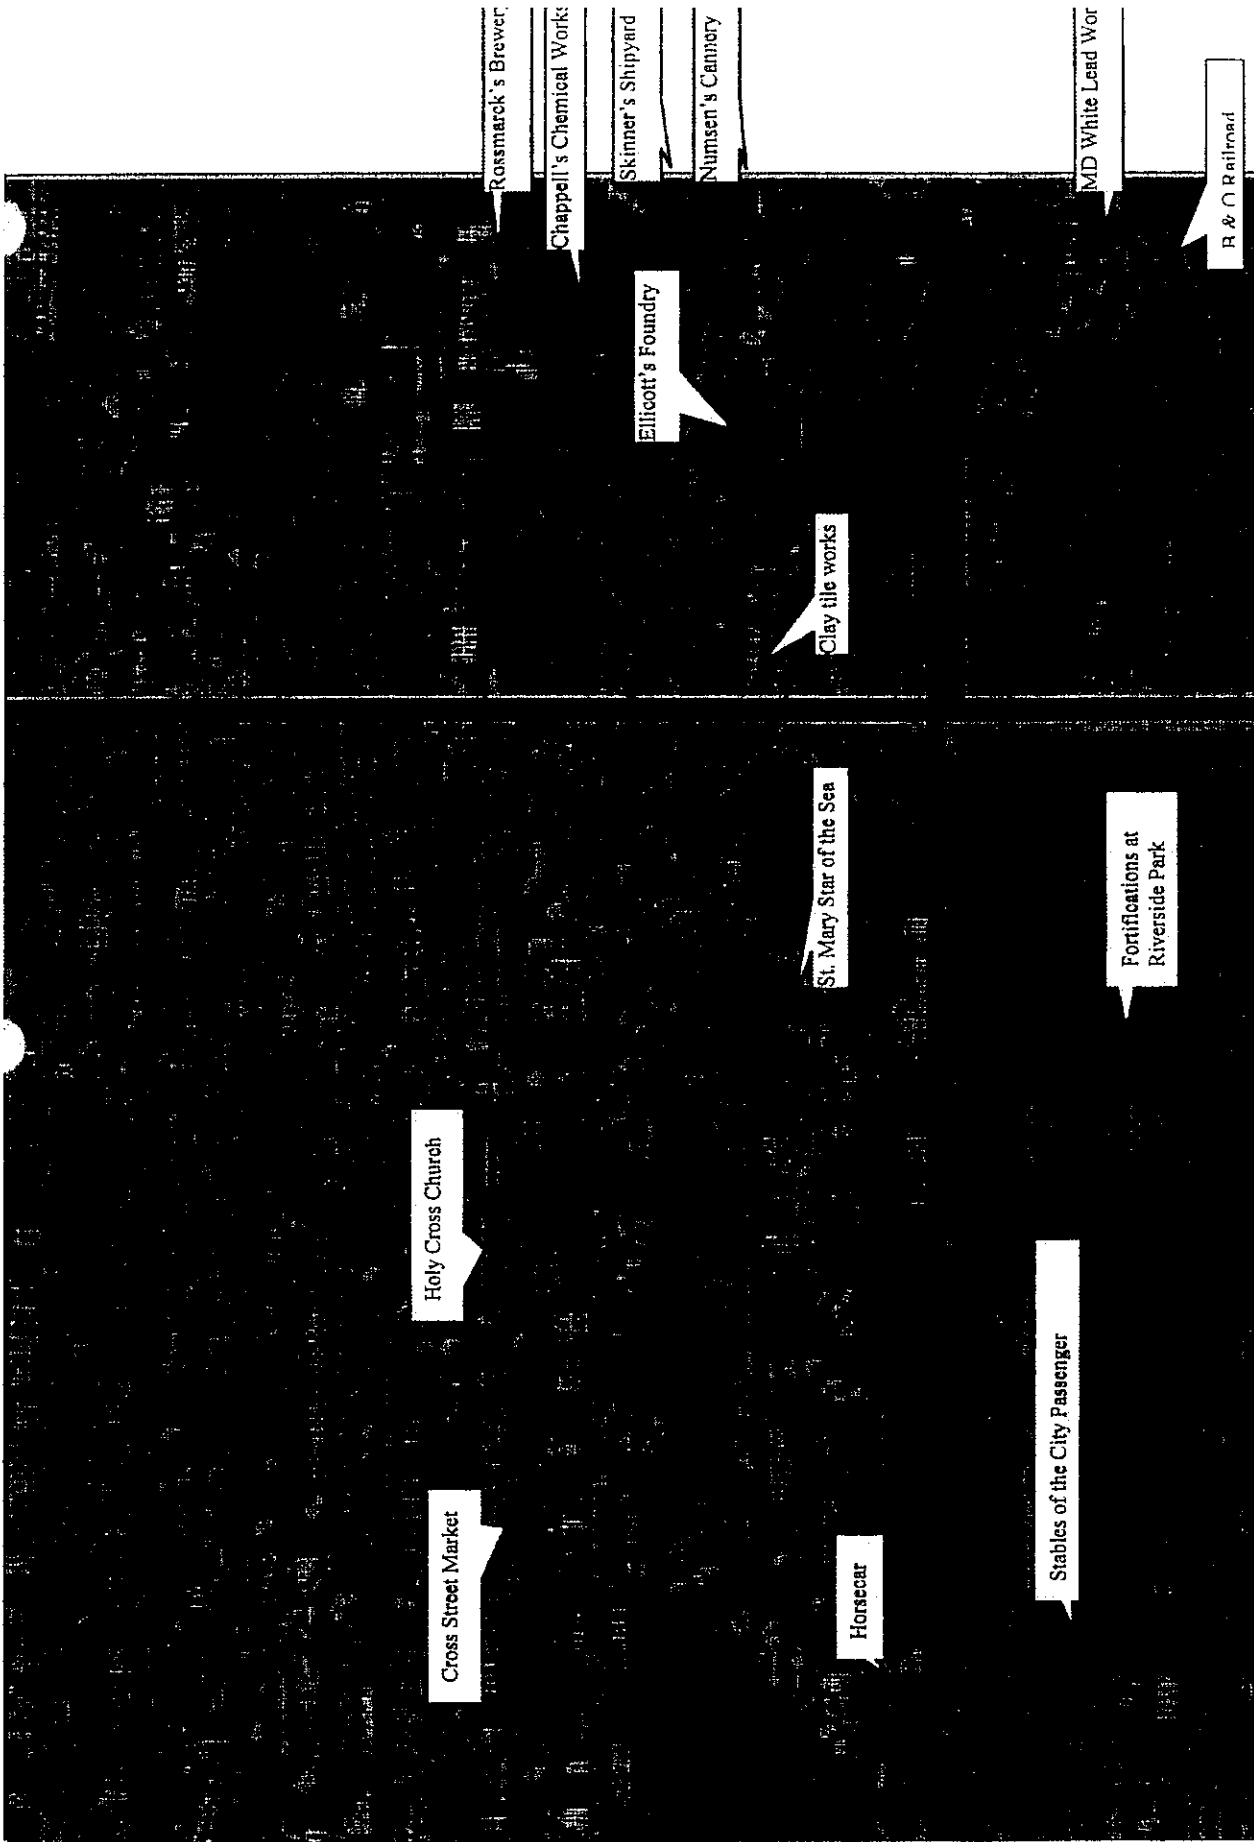 Rossmarck's Brewery
Chappell's Chemical Works
Skinner's Shipyard
Numsen's Cannery
MD White Lead Wor
B & O Railroad
Ellicott's Foundry
Clay tile works
St. Mary Star of the Sea
Fortifications at
Riverside Park
Holy Cross Church
Cross Street Market
Horsecar
Stables of the City Passenger